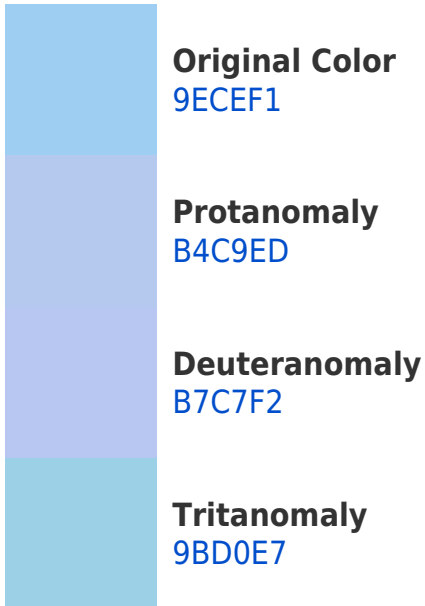 Original Color
9ECEF1
Protanomaly
B4C9ED
Deuteranomaly
B7C7F2
Tritanomaly
9BD0E7